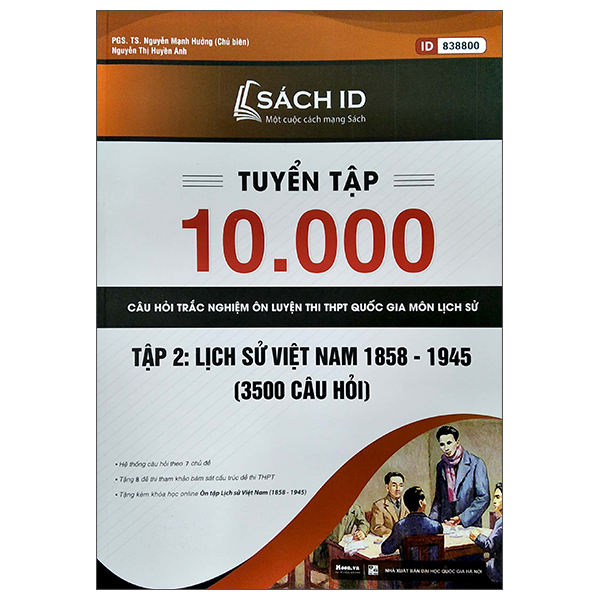 PGS. TS. Nguyễn Mạnh Hưởng (Chủ biên)
Nguyễn Thị Huyền Anh
ID 838800
SÁCH ID
Một cuộc cách mạng Sách
TUYỂN TẬP
10.000
CÂU HỎI TRẮC NGHIỆM ÔN LUYỆN THI THPT QUỐC GIA MÔN LỊCH SỬ
TẬP 2: LỊCH SỬ VIỆT NAM 1858 - 1945
(3500 CÂU HỎI)
• Hệ thống câu hỏi theo 7 chủ đề
• Tặng 8 đề thi tham khảo bám sát cấu trúc đề thi THPT
• Tặng kèm khóa học online Ôn tập Lịch sử Việt Nam (1858 - 1945)
Moon.vn
NHÀ XUẤT BẢN ĐẠI HỌC QUỐC GIA HÀ NỘI